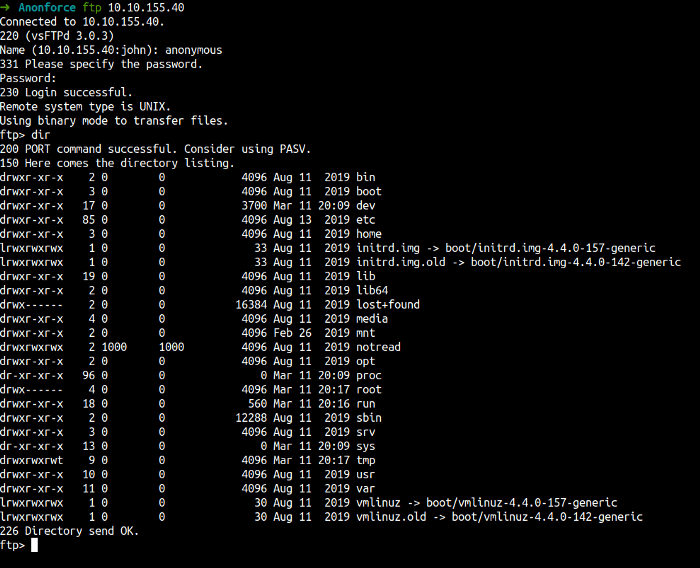 → Anonforce ftp 10.10.155.40
Connected to 10.10.155.40.
220 (vsFTPd 3.0.3)
Name (10.10.155.40:john): anonymous
331 Please specify the password.
Password:
230 Login successful.
Remote system type is UNIX.
Using binary mode to transfer files.
ftp> dir
200 PORT command successful. Consider using PASV.
150 Here comes the directory listing.
drwxr-xr-x    2 0        0            4096 Aug 11  2019 bin
drwxr-xr-x    3 0        0            4096 Aug 11  2019 boot
drwxr-xr-x   17 0        0            3700 Mar 11 20:09 dev
drwxr-xr-x   85 0        0            4096 Aug 13  2019 etc
drwxr-xr-x    3 0        0            4096 Aug 11  2019 home
lrwxrwxrwx    1 0        0              33 Aug 11  2019 initrd.img -> boot/initrd.img-4.4.0-157-generic
lrwxrwxrwx    1 0        0              33 Aug 11  2019 initrd.img.old -> boot/initrd.img-4.4.0-142-generic
drwxr-xr-x   19 0        0            4096 Aug 11  2019 lib
drwxr-xr-x    2 0        0            4096 Aug 11  2019 lib64
drwx------    2 0        0           16384 Aug 11  2019 lost+found
drwxr-xr-x    4 0        0            4096 Aug 11  2019 media
drwxr-xr-x    2 0        0            4096 Feb 26  2019 mnt
drwxrwxrwx    2 1000     1000         4096 Aug 11  2019 notread
drwxr-xr-x    2 0        0            4096 Aug 11  2019 opt
dr-xr-xr-x   96 0        0               0 Mar 11 20:09 proc
drwx------    4 0        0            4096 Mar 11 20:17 root
drwxr-xr-x   18 0        0             560 Mar 11 20:16 run
drwxr-xr-x    2 0        0           12288 Aug 11  2019 sbin
drwxr-xr-x    3 0        0            4096 Aug 11  2019 srv
dr-xr-xr-x   13 0        0               0 Mar 11 20:09 sys
drwxrwxrwt    9 0        0            4096 Mar 11 20:17 tmp
drwxr-xr-x   10 0        0            4096 Aug 11  2019 usr
drwxr-xr-x   11 0        0            4096 Aug 11  2019 var
lrwxrwxrwx    1 0        0              30 Aug 11  2019 vmlinuz -> boot/vmlinuz-4.4.0-157-generic
lrwxrwxrwx    1 0        0              30 Aug 11  2019 vmlinuz.old -> boot/vmlinuz-4.4.0-142-generic
226 Directory send OK.
ftp>